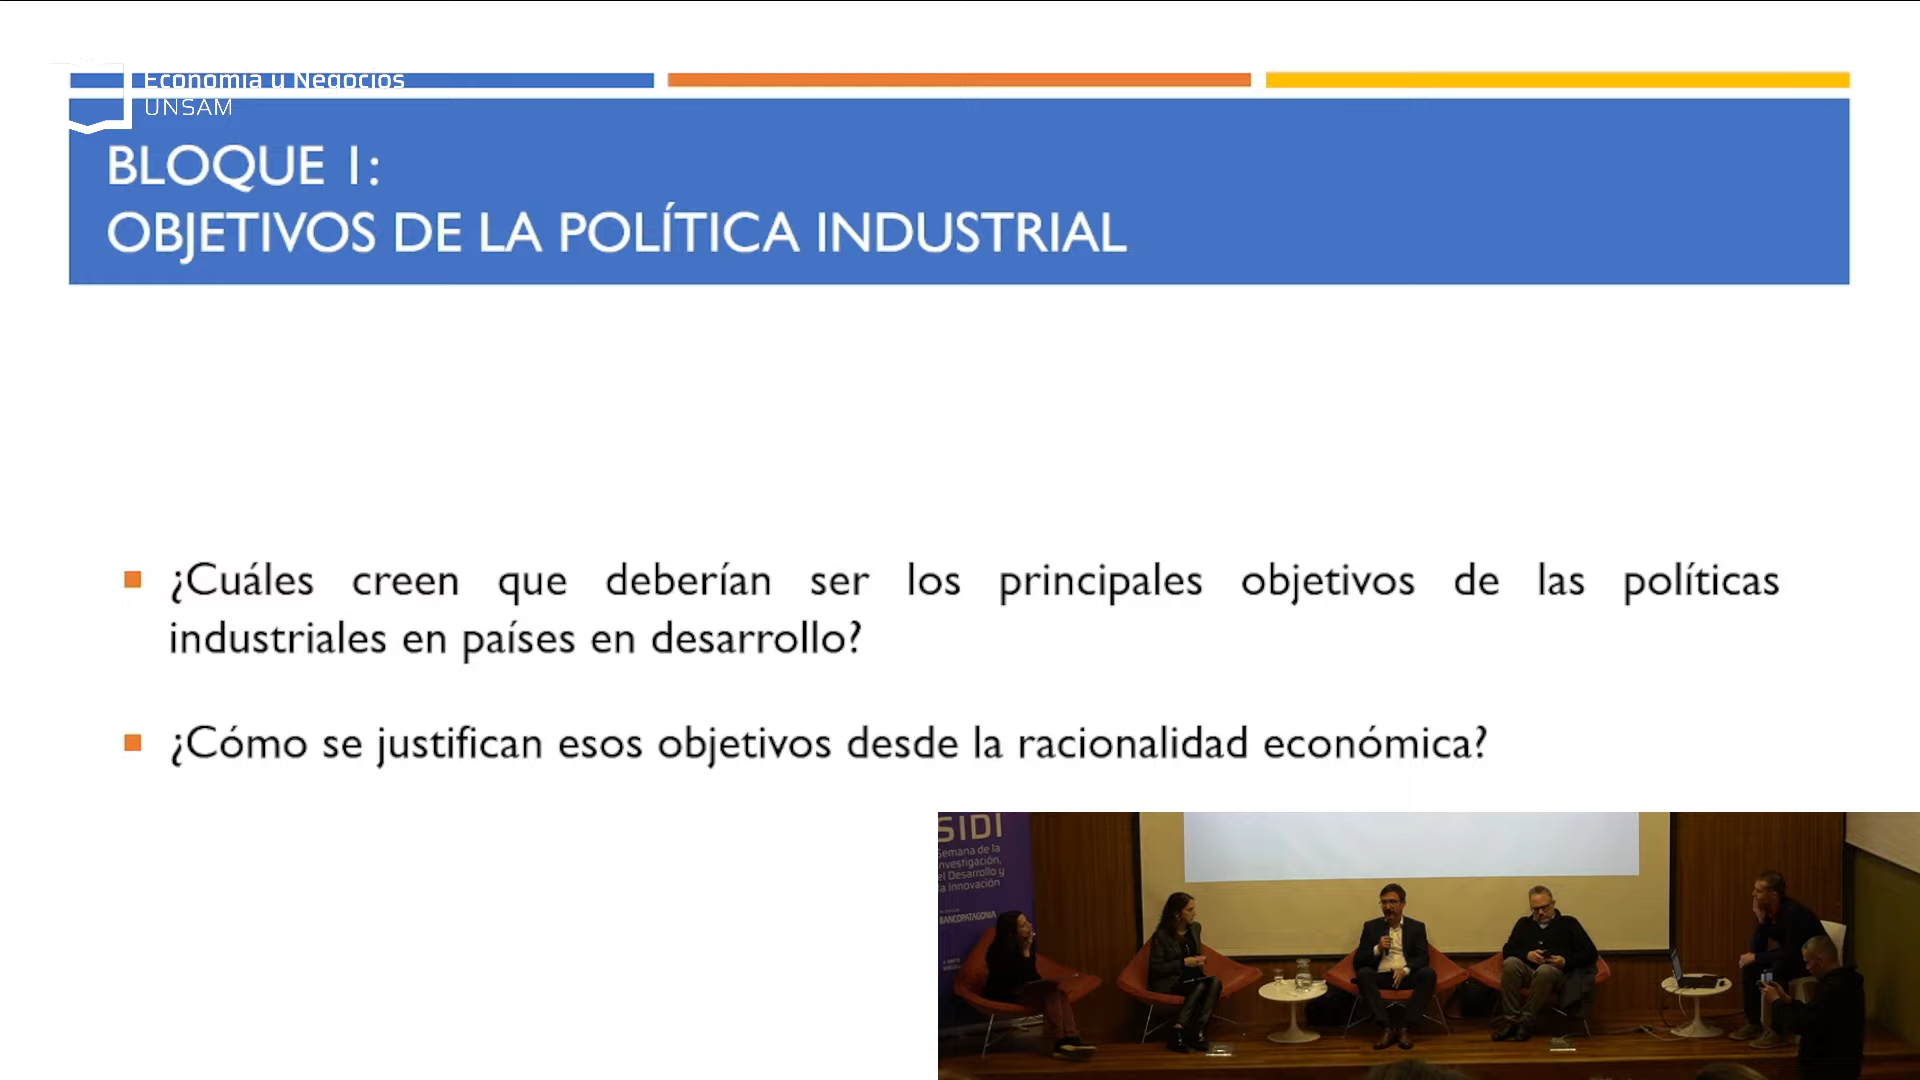 Economía y Negocios
UNSAM
BLOQUE 1:
OBJETIVOS DE LA POLÍTICA INDUSTRIAL
¿Cuáles creen que deberían ser los principales objetivos de las políticas
industriales en países en desarrollo?
¿Cómo se justifican esos objetivos desde la racionalidad económica?
SIDI
Semana de la
Investigación,
el Desarrollo y
la Innovación
BANCOPATAGONIA